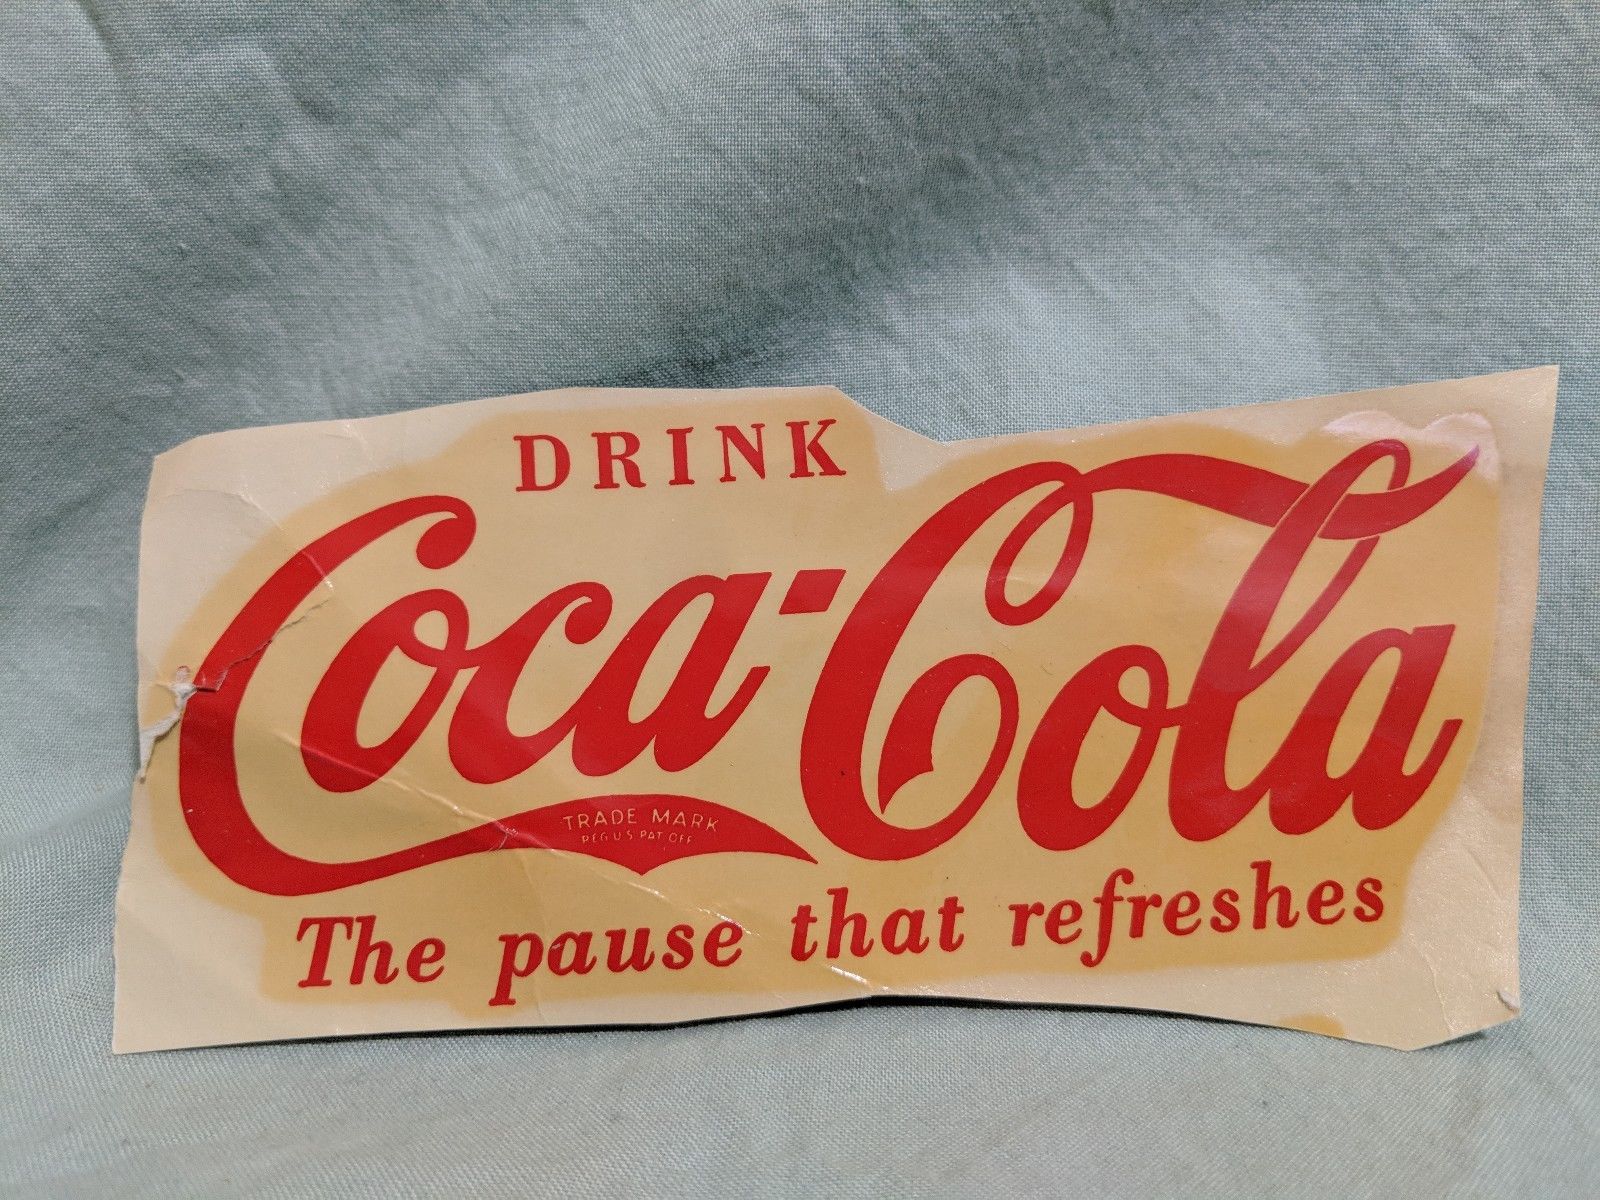 DRINK
Coca-Cola
TRADE MARK
REG U S PAT OFF
The pause that refreshes